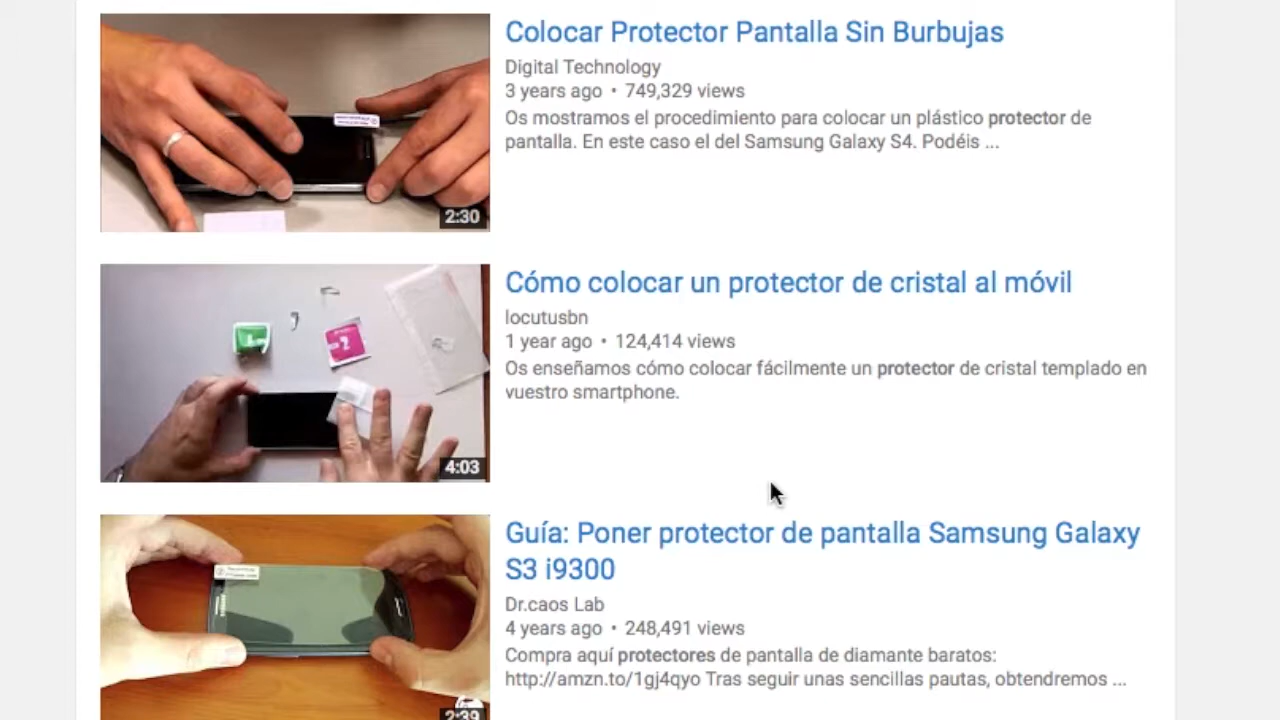 Colocar Protector Pantalla Sin Burbujas
Digital Technology
3 years ago • 749,329 views
Os mostramos el procedimiento para colocar un plástico protector de
pantalla. En este caso el del Samsung Galaxy S4. Podéis ...
2:30
Cómo colocar un protector de cristal al móvil
locutusbn
1 year ago • 124,414 views
Os enseñamos cómo colocar fácilmente un protector de cristal templado en
vuestro smartphone.
2
4:03
Guía: Poner protector de pantalla Samsung Galaxy
S3 i9300
Dr.caos Lab
4 years ago • 248,491 views
Compra aquí protectores de pantalla de diamante baratos:
http://amzn.to/1gj4qyo Tras seguir unas sencillas pautas, obtendremos ...
2:39